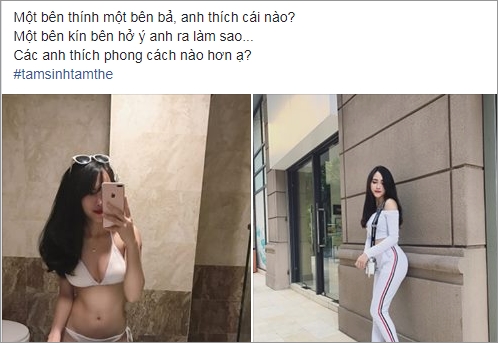 Một bên thính một bên bả, anh thích cái nào?
Một bên kín bên hở ý anh ra làm sao...
Các anh thích phong cách nào hơn ạ?
#tamsinhtamthe